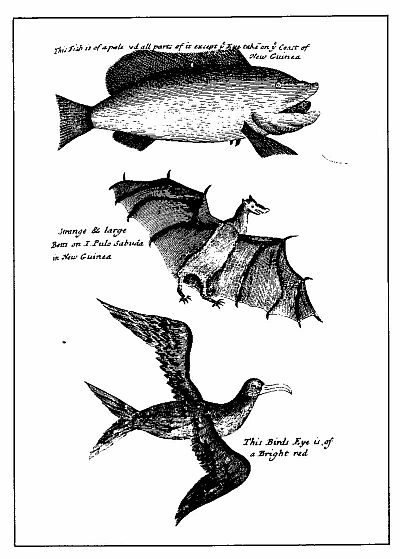 This Fish is of a pale red all parts of it except yͤ Eye take on yͤ Coast of
New Guinea
Strange & large
Batts on I. Pulo Sabuda
in New Guinea
This Birds Eye is of
a Bright red